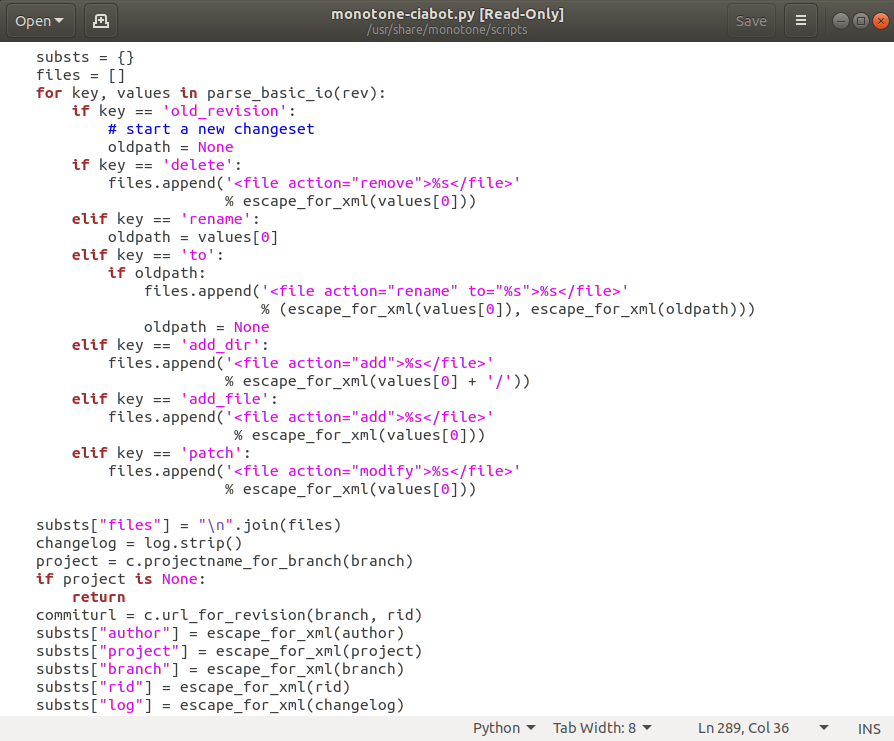 Open
monotone-ciabot.py [Read-Only]
/usr/share/monotone/scripts
Save
    substs = {}
    files = []
    for key, values in parse_basic_io(rev):
        if key == 'old_revision':
            # start a new changeset
            oldpath = None
        if key == 'delete':
            files.append('<file action="remove">%s</file>'
                         % escape_for_xml(values[0]))
        elif key == 'rename':
            oldpath = values[0]
        elif key == 'to':
            if oldpath:
                files.append('<file action="rename" to="%s">%s</file>'
                             % (escape_for_xml(values[0]), escape_for_xml(oldpath)))
                oldpath = None
        elif key == 'add_dir':
            files.append('<file action="add">%s</file>'
                         % escape_for_xml(values[0] + '/'))
        elif key == 'add_file':
            files.append('<file action="add">%s</file>'
                          % escape_for_xml(values[0]))
        elif key == 'patch':
            files.append('<file action="modify">%s</file>'
                         % escape_for_xml(values[0]))

    substs["files"] = "\n".join(files)
    changelog = log.strip()
    project = c.projectname_for_branch(branch)
    if project is None:
        return
    commiturl = c.url_for_revision(branch, rid)
    substs["author"] = escape_for_xml(author)
    substs["project"] = escape_for_xml(project)
    substs["branch"] = escape_for_xml(branch)
    substs["rid"] = escape_for_xml(rid)
    substs["log"] = escape_for_xml(changelog)
Python Tab Width: 8 Ln 289, Col 36 INS